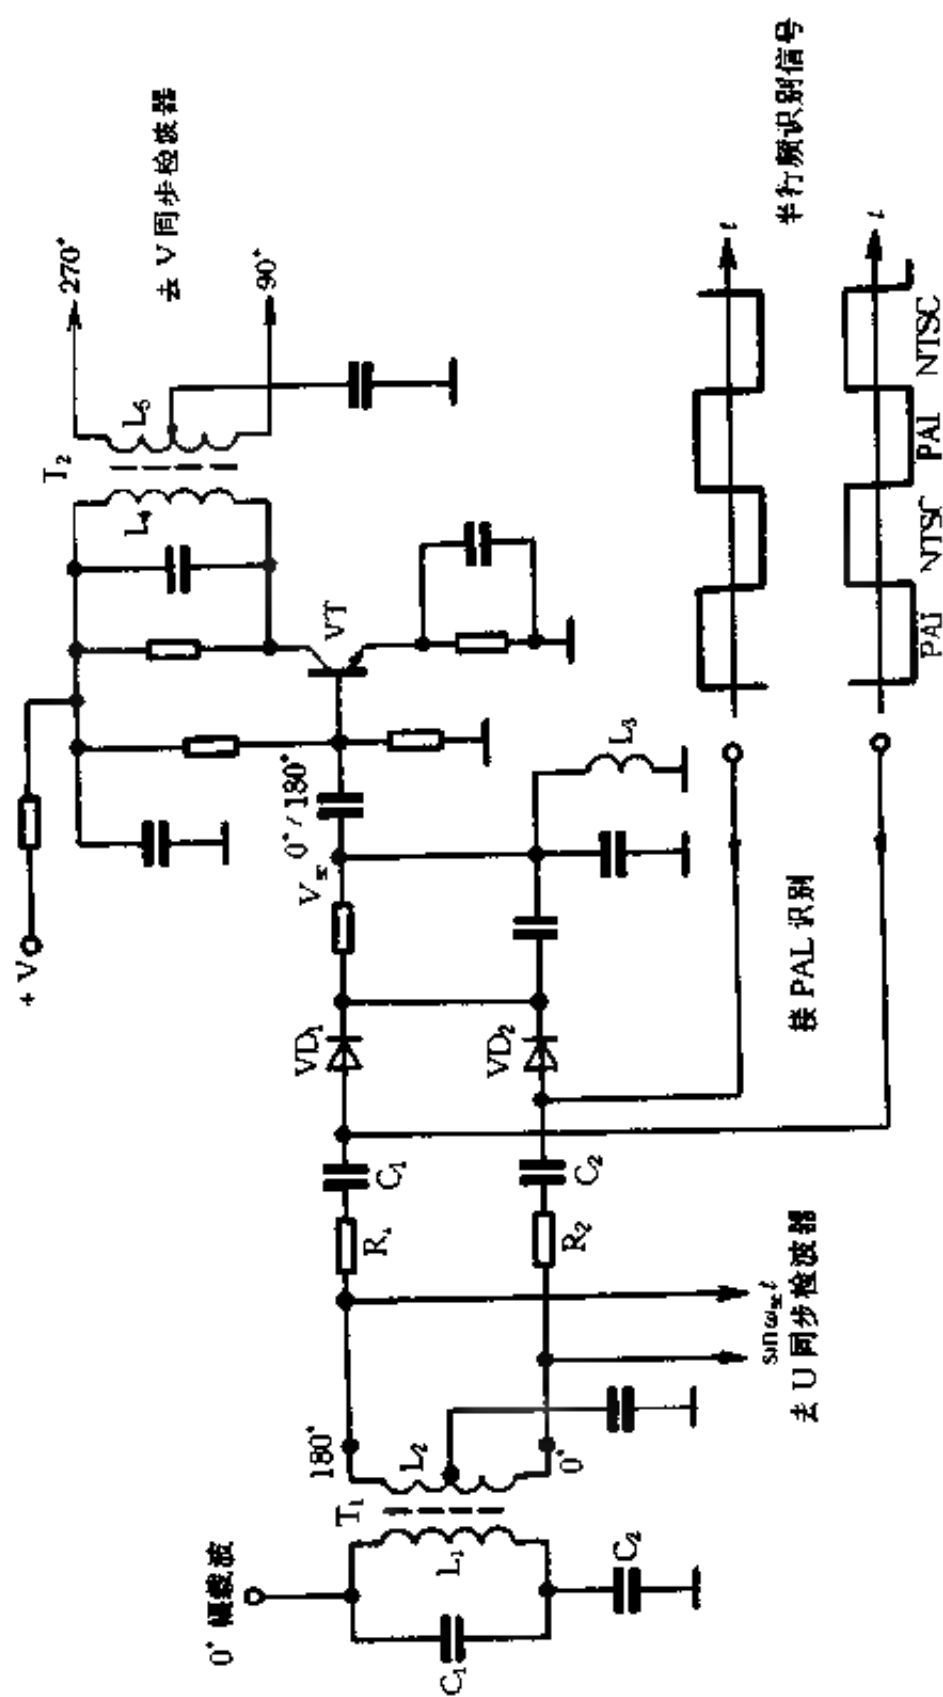 0°幅载波
C₁
L₁
C₂
T₁
L₂
180°
0°
sinωsct
去 U 同步检波器
R₁
C₁
R₂
C₂
VD₁
VD₂
接 PAL 识别
+V
Vsc
0°/180°
L₃
VT
T₂
L₄
L₅
270°
90°
去 V 同步检波器
t
半行频识别信号
t
PAL
NTSC
PAL
NTSC